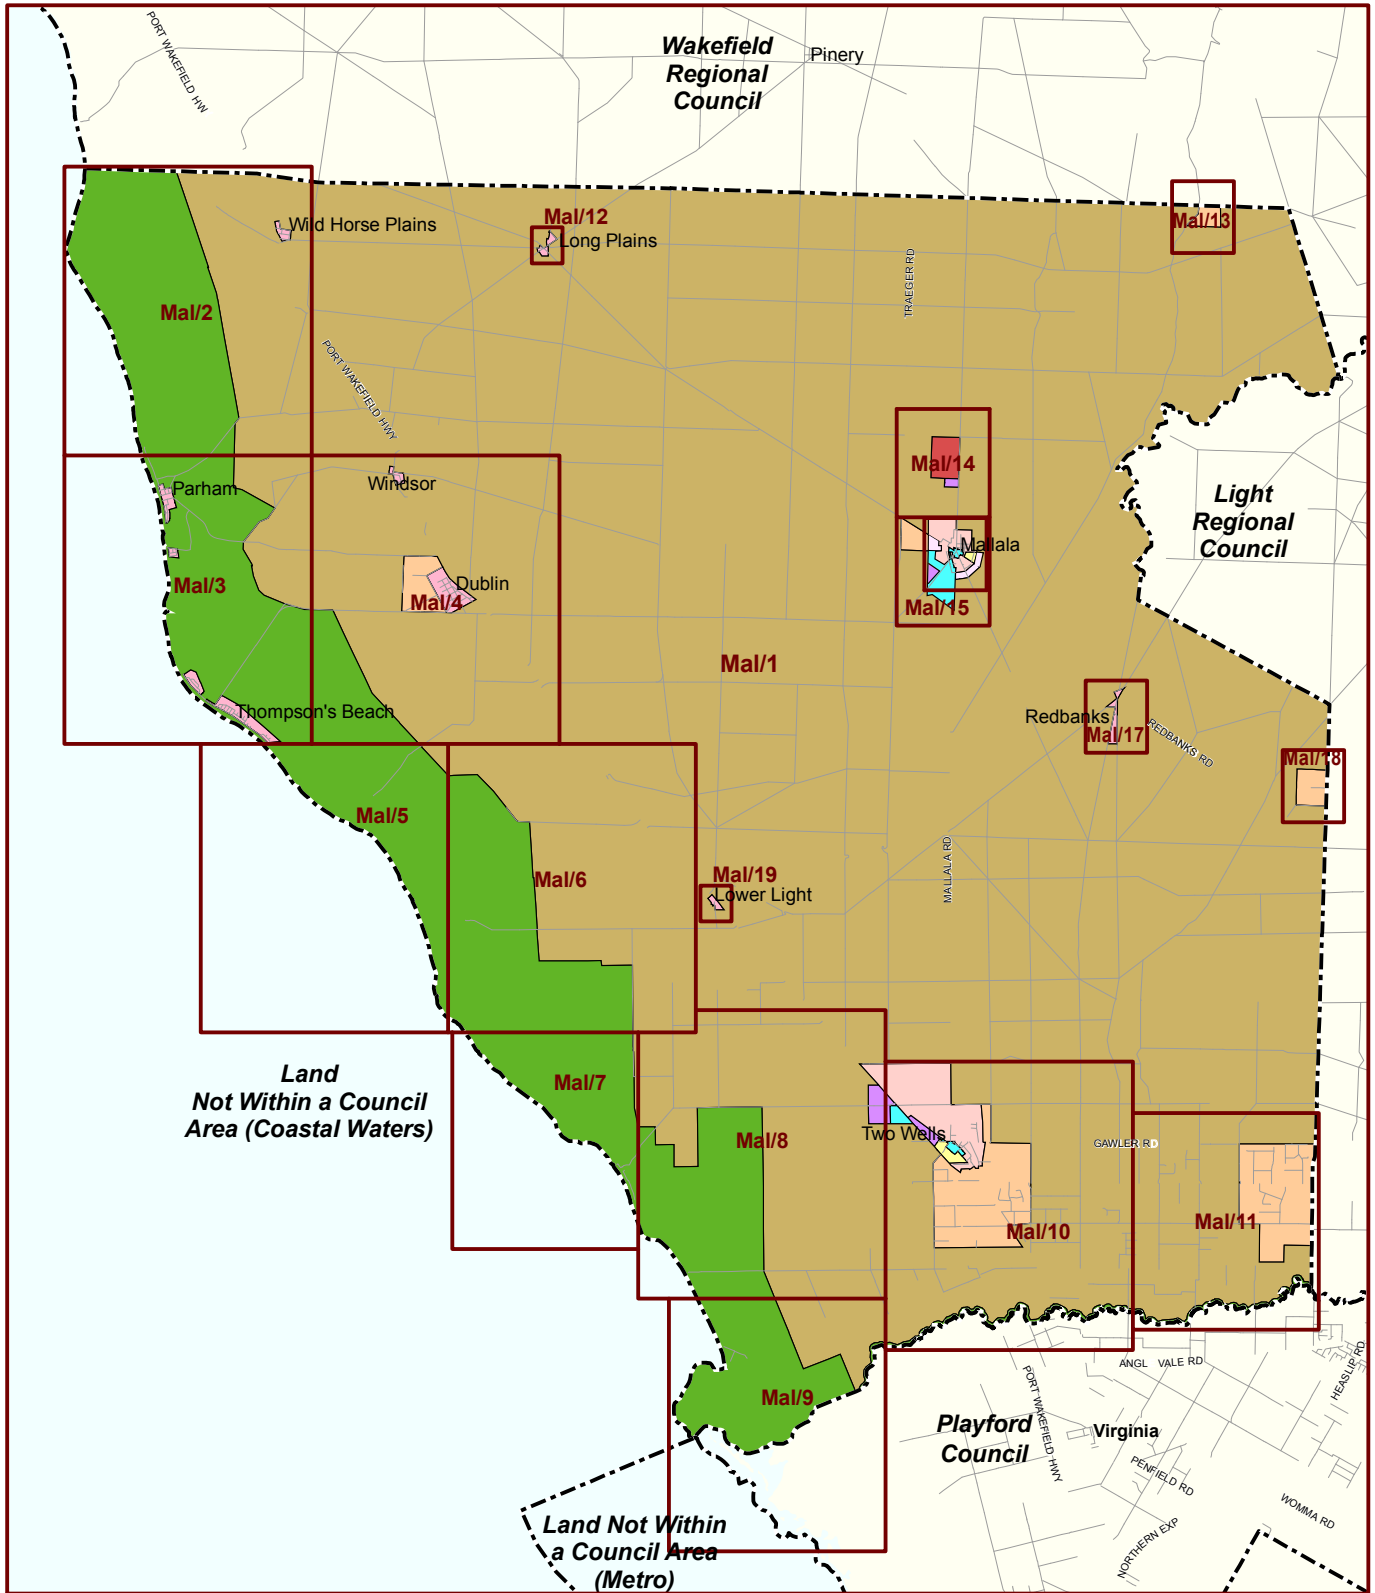 PORT WAKEFIELD HW
Wakefield
Regional
Council
Pinery
Mal/13
Mal/12
Wild Horse Plains
Long Plains
Mal/2
TRAEGER RD
PORT WAKEFIELD HWY
Mal/14
Windsor
Parham
Light
Regional
Council
Mallala
Mal/3
Dublin
Mal/4
Mal/15
Mal/1
Thompson's Beach
Redbanks
Mal/17
REDBANKS RD
Mal/18
Mal/5
MALLALA RD
Mal/6
Mal/19
Lower Light
Land
Not Within a Council
Area (Coastal Waters)
Mal/7
Two Wells
Mal/8
GAWLER RD
Mal/11
Mal/10
ANGL VALE RD
HEASLIP RD
Mal/9
PORT WAKEFIELD HWY
Playford
Council
Virginia
PENFIELD RD
WOMMA RD
NORTHERN EXP
Land Not Within
a Council Area
(Metro)